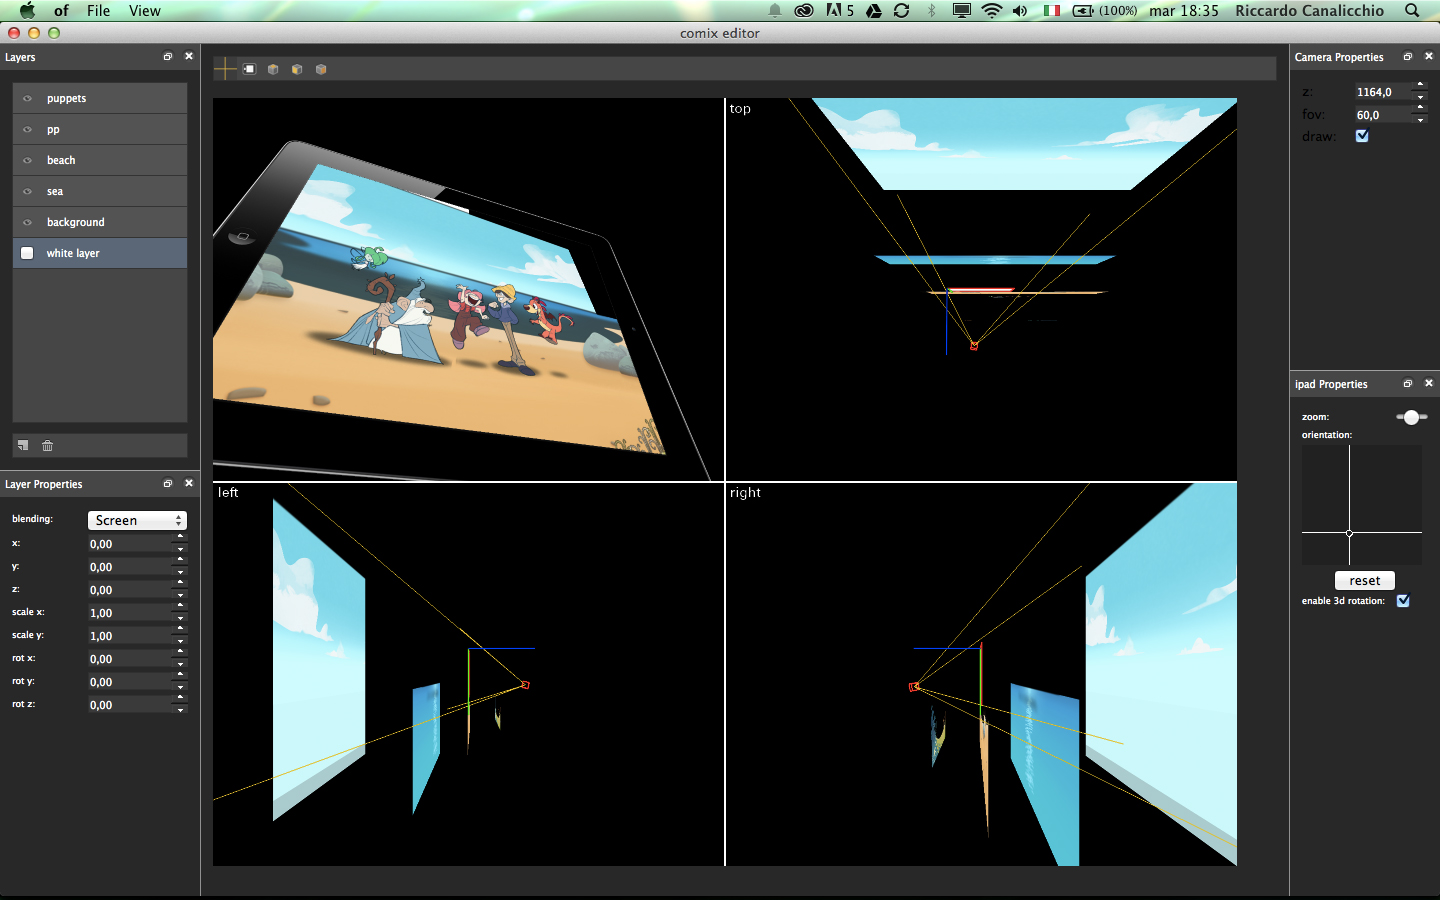 of File View
5 (100%) mar 18:35 Riccardo Canalicchio
comix editor
Layers
puppets
pp
beach
sea
background
white layer
Layer Properties
blending: Screen
x: 0,00
y: 0,00
z: 0,00
scale x: 1,00
scale y: 1,00
rot x: 0,00
rot y: 0,00
rot z: 0,00
top
left
right
Camera Properties
z: 1164,0
fov: 60,0
draw:
ipad Properties
zoom:
orientation:
reset
enable 3d rotation: